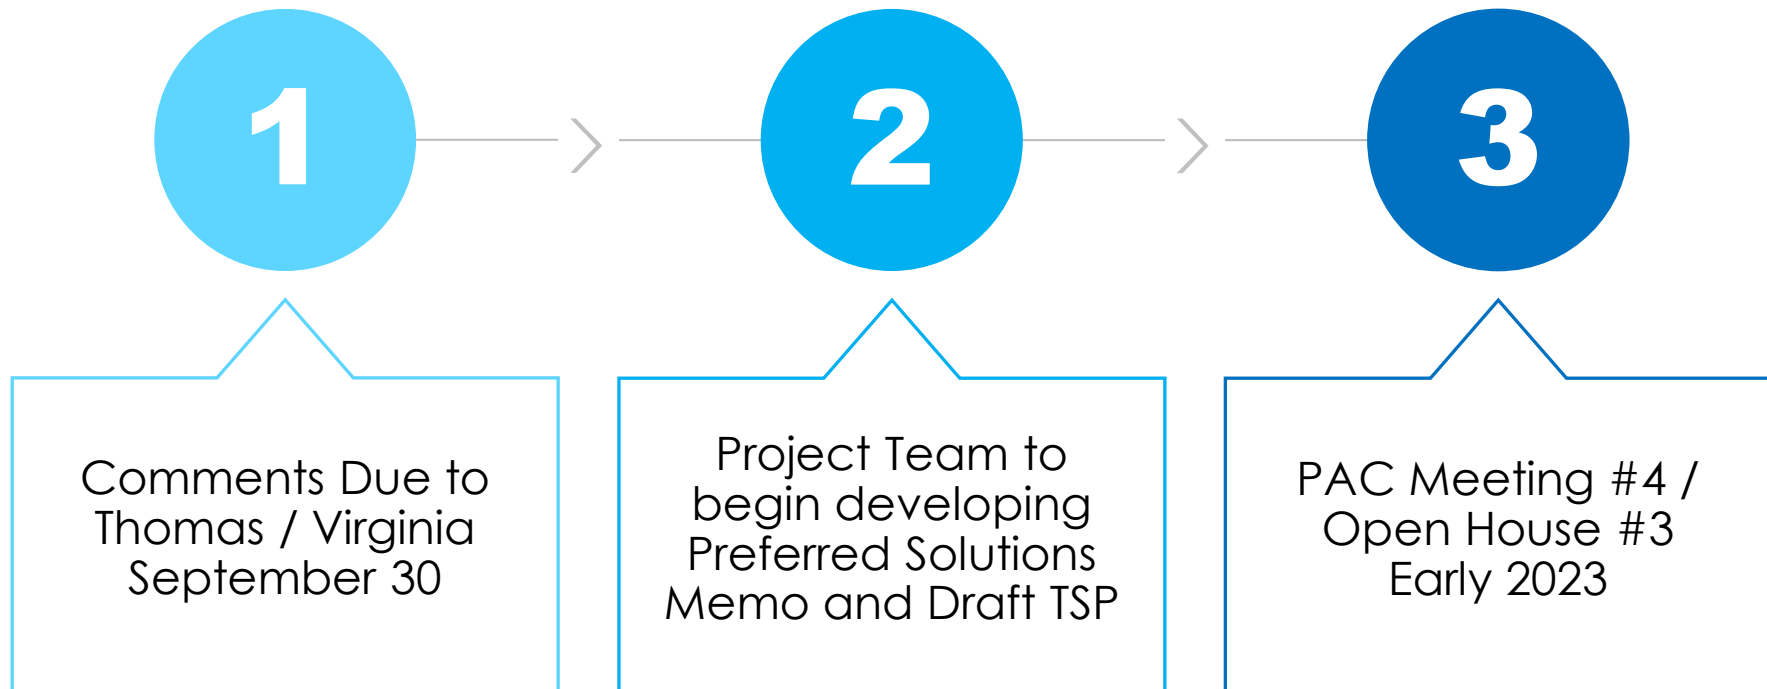 1
2
3
Comments Due to
Thomas / Virginia
September 30
Project Team to
begin developing
Preferred Solutions
Memo and Draft TSP
PAC Meeting #4 /
Open House #3
Early 2023